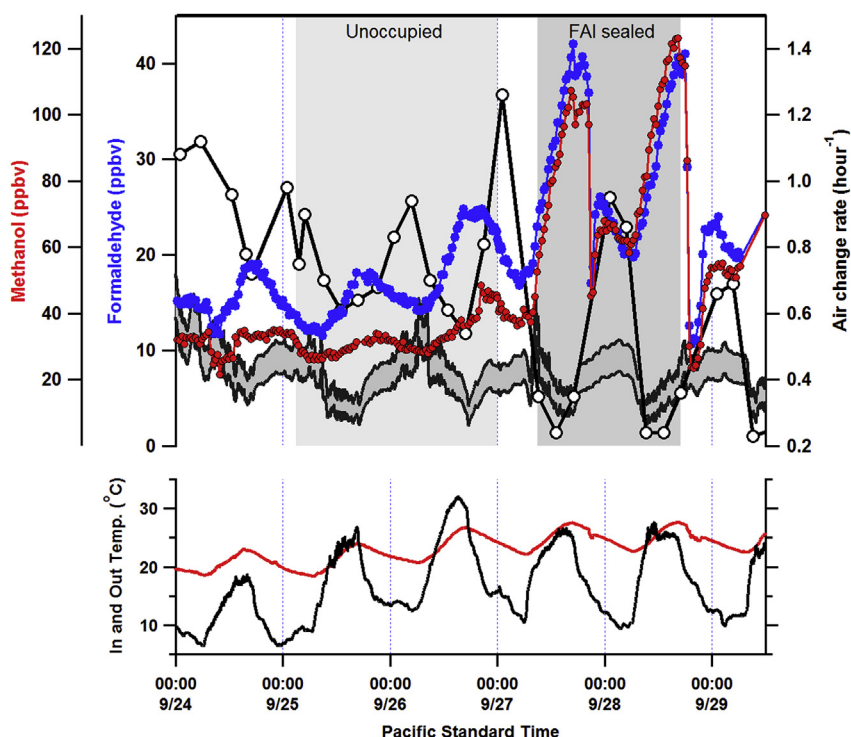 Unoccupied
FAI sealed
Methanol (ppbv)
120
100
80
60
40
20
Formaldehyde (ppbv)
40
30
20
10
0
Air change rate (hour⁻¹)
1.4
1.2
1.0
0.8
0.6
0.4
0.2
In and Out Temp. (°C)
30
20
10
00:00 00:00 00:00 00:00 00:00 00:00
9/24 9/25 9/26 9/27 9/28 9/29
Pacific Standard Time